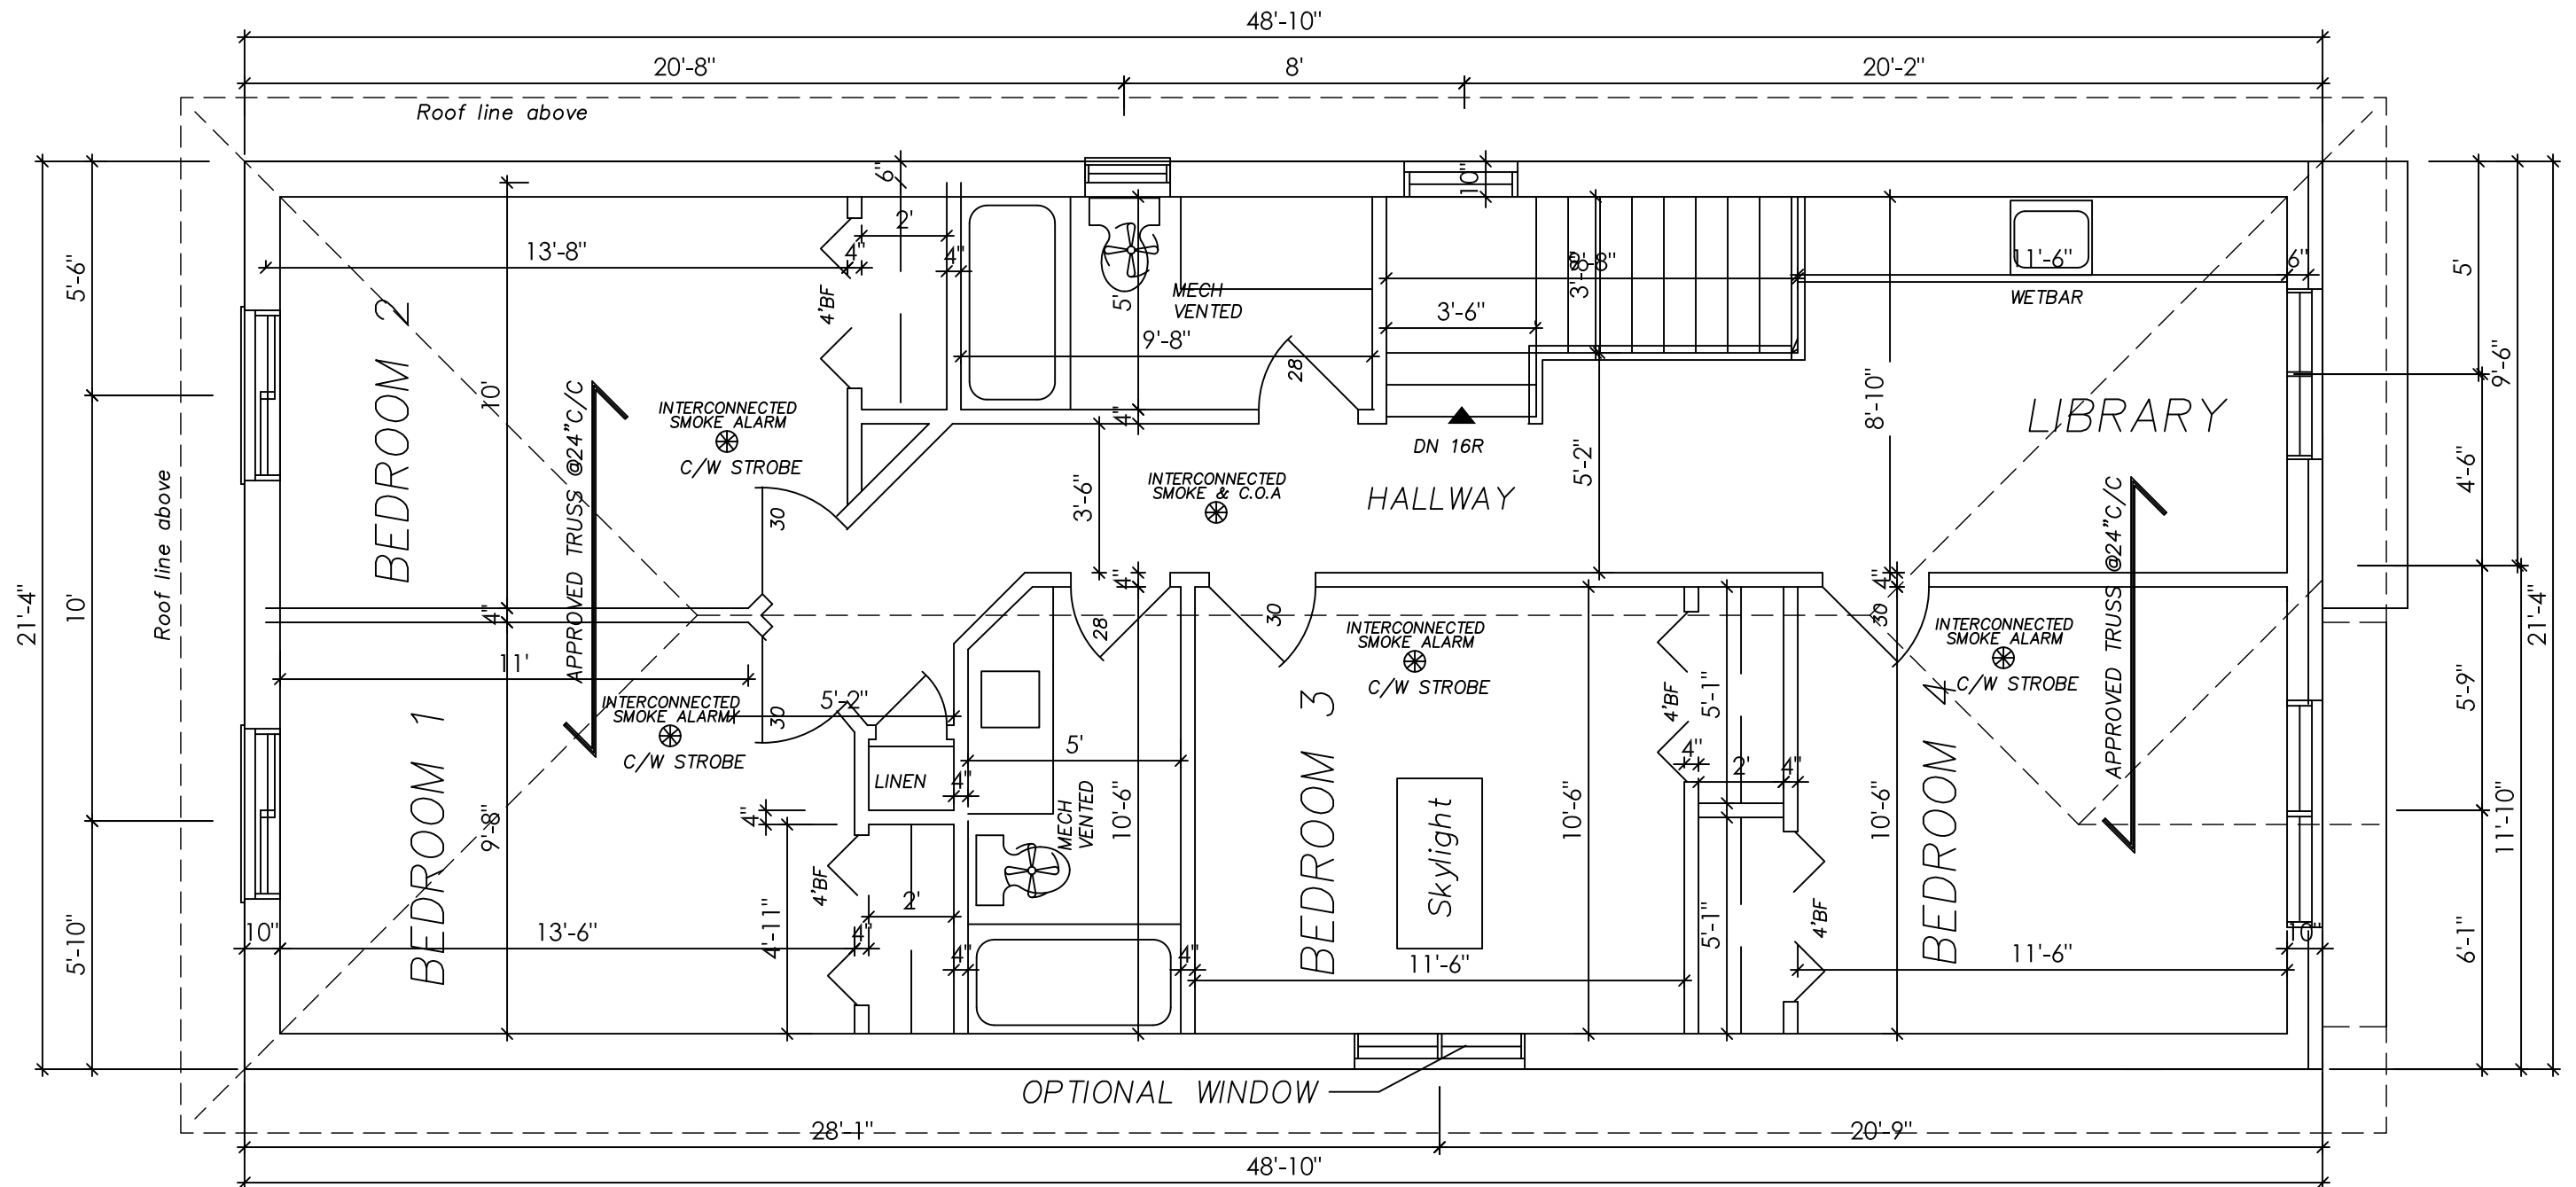 48'-10"
20'-8"
8'
20'-2"
Roof line above
6"
10"
2'
13'-8"
4"
4"
8'-8"
11'-6"
6"
5'
5'-6"
4'BF
5'
MECH
VENTED
3'-6"
WETBAR
9'-8"
28
9'-6"
BEDROOM 2
10'
APPROVED TRUSS @24"C/C
INTERCONNECTED
SMOKE ALARM
C/W STROBE
4"
DN 16R
8'-10"
LIBRARY
5'-2"
4'-6"
Roof line above
30
3'-6"
INTERCONNECTED
SMOKE & C.O.A
HALLWAY
APPROVED TRUSS @24"C/C
21'-4"
10'
4"
4"
28
30
4"
30
21'-4"
INTERCONNECTED
SMOKE ALARM
C/W STROBE
INTERCONNECTED
SMOKE ALARM
C/W STROBE
11'
5'-2"
INTERCONNECTED
SMOKE ALARM
C/W STROBE
30
4'BF
5'-1"
5'-9"
BEDROOM 1
9'-8"
LINEN
4"
5'
MECH
VENTED
10'-6"
BEDROOM 3
Skylight
10'-6"
4"
2'
4"
10'-6"
BEDROOM 4
11'-10"
4"
4'BF
2'
5'-10"
10"
13'-6"
4'-11"
4"
4"
4"
11'-6"
5'-1"
4'BF
11'-6"
10"
6'-1"
OPTIONAL WINDOW
28'-1"
20'-9"
48'-10"